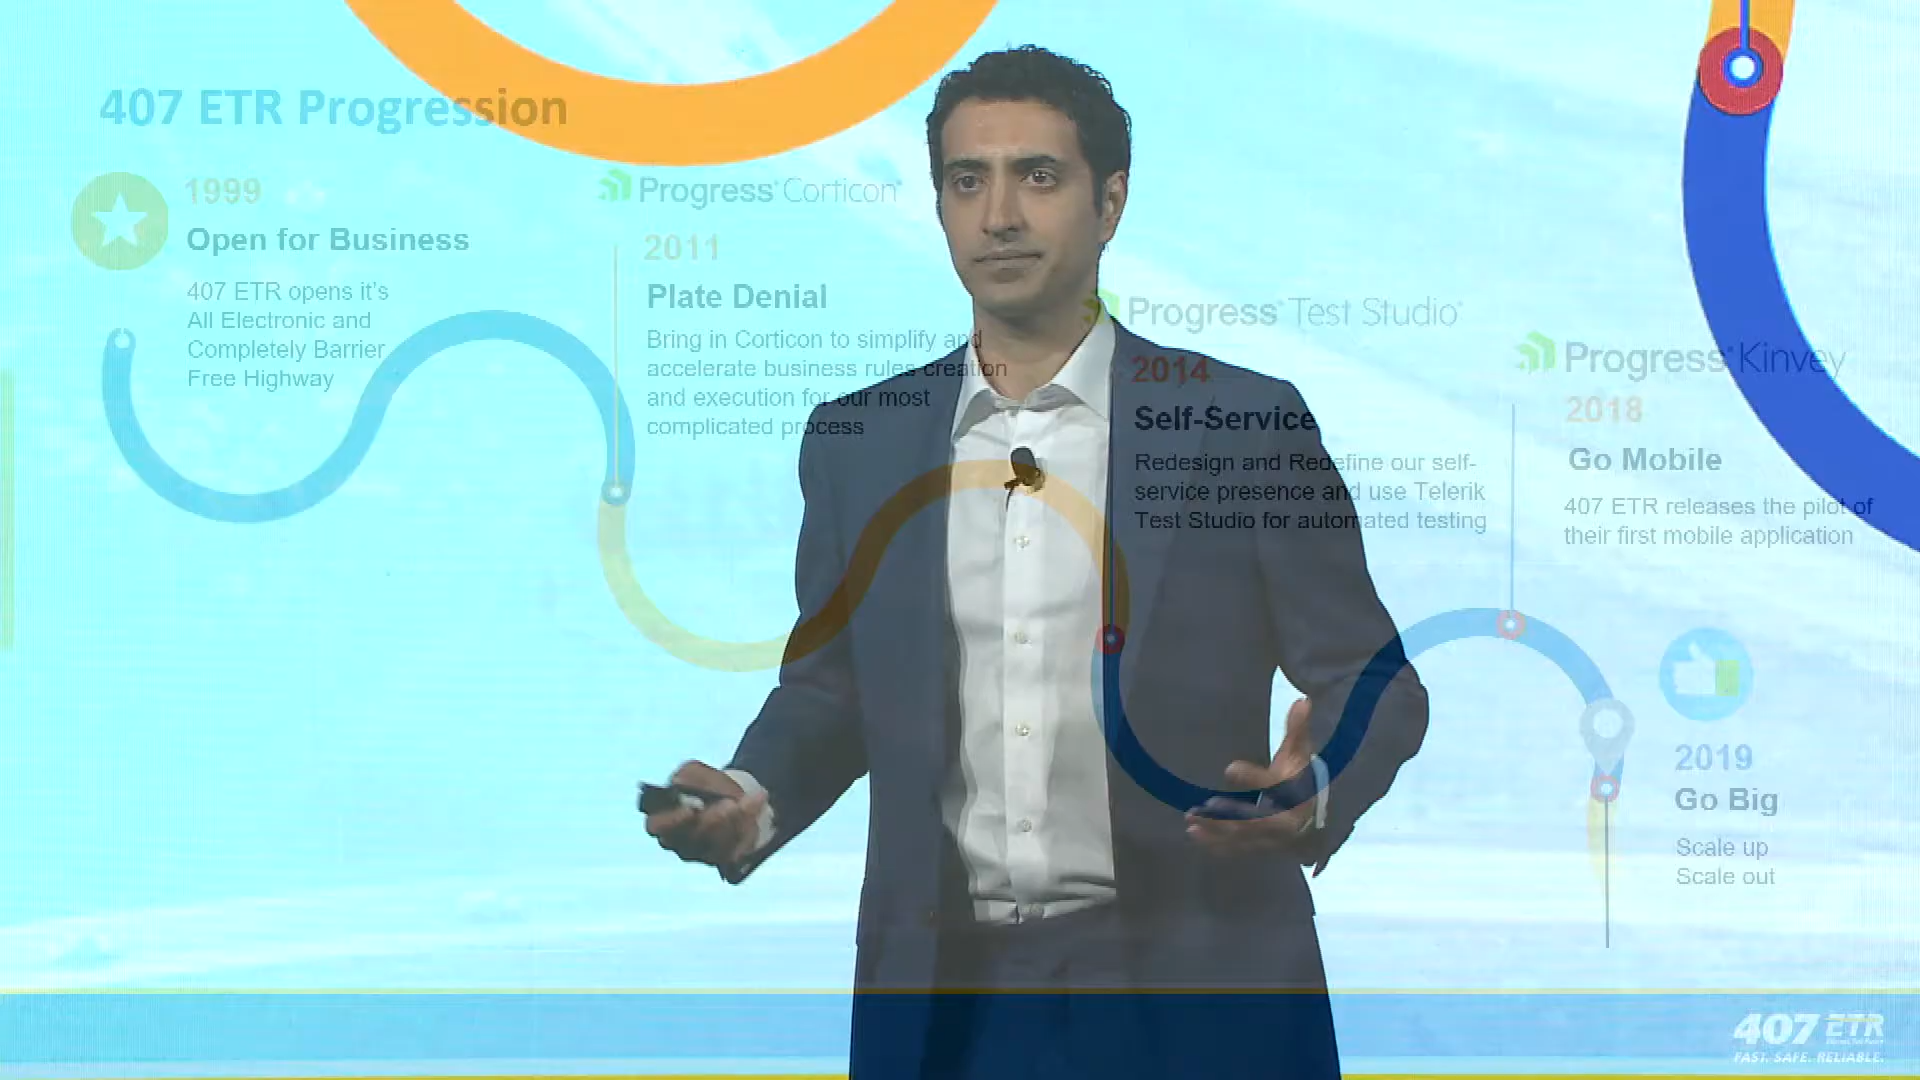 407 ETR Progression
1999
Open for Business
407 ETR opens it's
All Electronic and
Completely Barrier
Free Highway
Progress Corticon
2011
Plate Denial
Bring in Corticon to simplify and
accelerate business rules creation
and execution for our most
complicated process
Progress Test Studio
2014
Self-Service
Redesign and Redefine our self-
service presence and use Telerik
Test Studio for automated testing
Progress Kinvey
2018
Go Mobile
407 ETR releases the pilot of
their first mobile application
2019
Go Big
Scale up
Scale out
407 ETR
FAST. SAFE. RELIABLE.